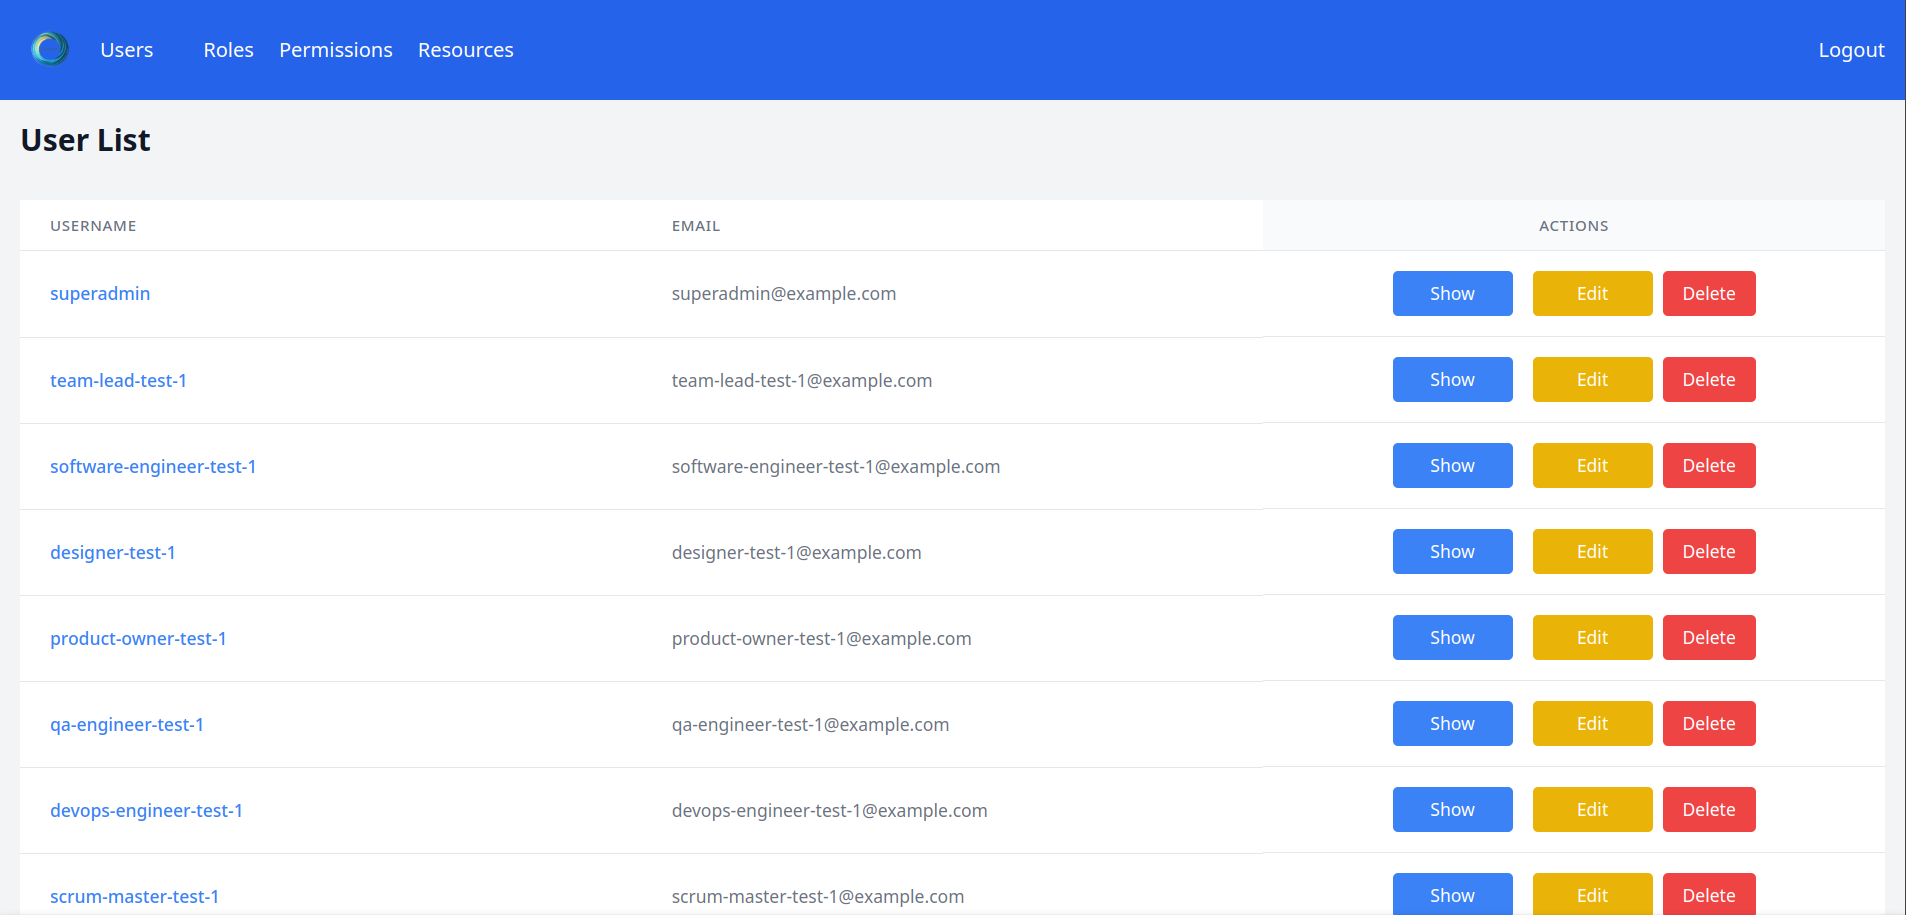 Users Roles Permissions Resources Logout
User List
USERNAME EMAIL ACTIONS
superadmin superadmin@example.com Show Edit Delete
team-lead-test-1 team-lead-test-1@example.com Show Edit Delete
software-engineer-test-1 software-engineer-test-1@example.com Show Edit Delete
designer-test-1 designer-test-1@example.com Show Edit Delete
product-owner-test-1 product-owner-test-1@example.com Show Edit Delete
qa-engineer-test-1 qa-engineer-test-1@example.com Show Edit Delete
devops-engineer-test-1 devops-engineer-test-1@example.com Show Edit Delete
scrum-master-test-1 scrum-master-test-1@example.com Show Edit Delete